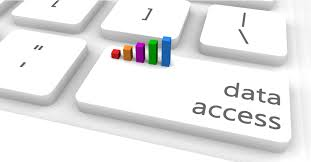 [ ] | \
" '
data
access